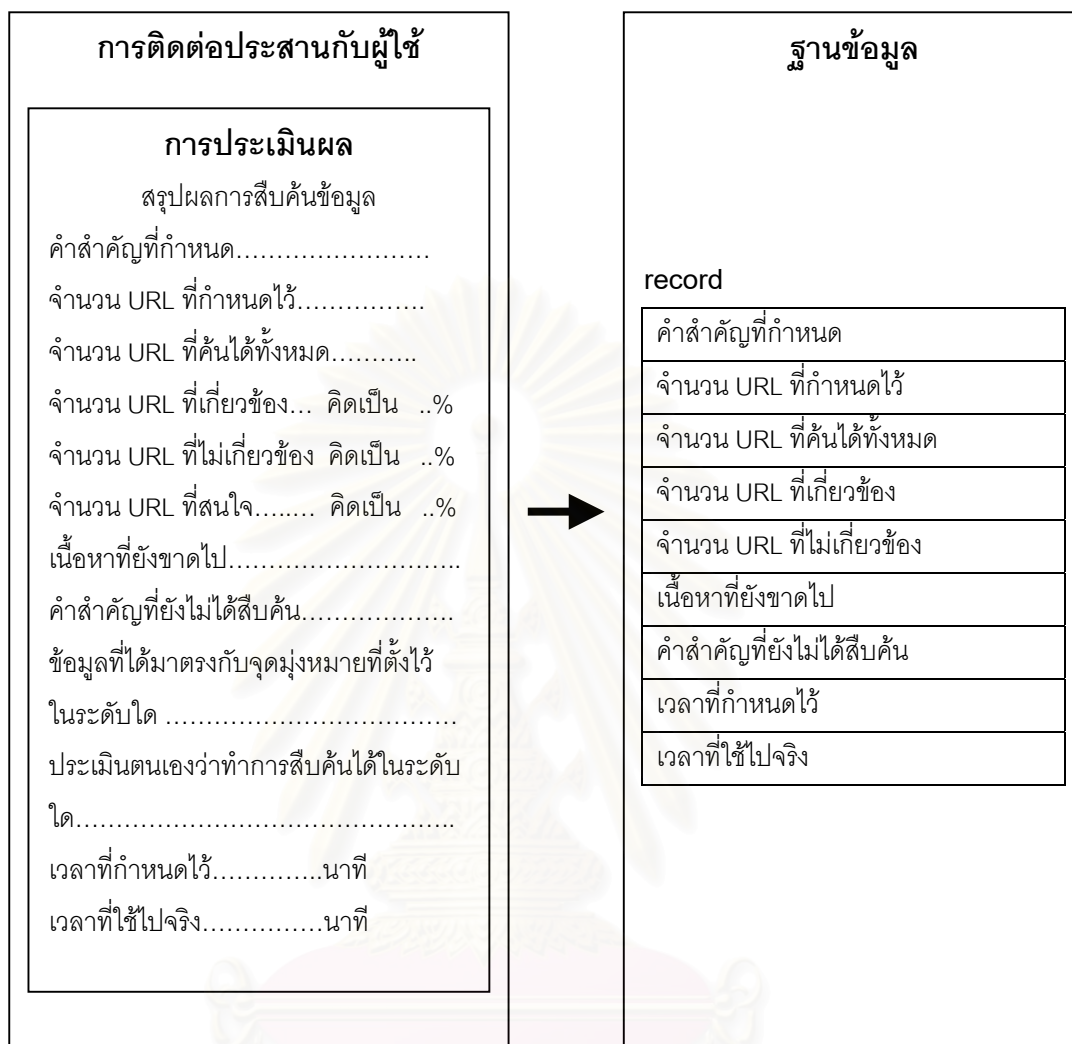 การติดต่อประสานกับผู้ใช้
การประเมินผล
สรุปผลการสืบค้นข้อมูล
คำสำคัญที่กำหนด……………………
จำนวน URL ที่กำหนดไว้…………….
จำนวน URL ที่ค้นได้ทั้งหมด………..
จำนวน URL ที่เกี่ยวข้อง… คิดเป็น ..%
จำนวน URL ที่ไม่เกี่ยวข้อง คิดเป็น ..%
จำนวน URL ที่สนใจ…..… คิดเป็น ..%
เนื้อหาที่ยังขาดไป……………………….
คำสำคัญที่ยังไม่ได้สืบค้น……………….
ข้อมูลที่ได้มาตรงกับจุดมุ่งหมายที่ตั้งไว้
ในระดับใด ………………………………
ประเมินตนเองว่าทำการสืบค้นได้ในระดับ
ใด……………………………………..…..
เวลาที่กำหนดไว้…………..นาที
เวลาที่ใช้ไปจริง……………นาที
ฐานข้อมูล
record
คำสำคัญที่กำหนด
จำนวน URL ที่กำหนดไว้
จำนวน URL ที่ค้นได้ทั้งหมด
จำนวน URL ที่เกี่ยวข้อง
จำนวน URL ที่ไม่เกี่ยวข้อง
เนื้อหาที่ยังขาดไป
คำสำคัญที่ยังไม่ได้สืบค้น
เวลาที่กำหนดไว้
เวลาที่ใช้ไปจริง